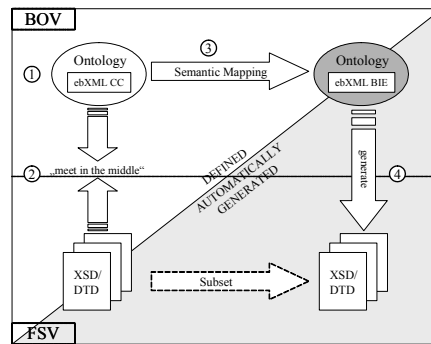 BOV
Ontology
ebXML CC
Ontology
ebXML BIE
1
3
Semantic Mapping
2
„meet in the middle“
DEFINED
AUTOMATICALLY
GENERATED
generate
4
XSD/
DTD
Subset
XSD/
DTD
FSV